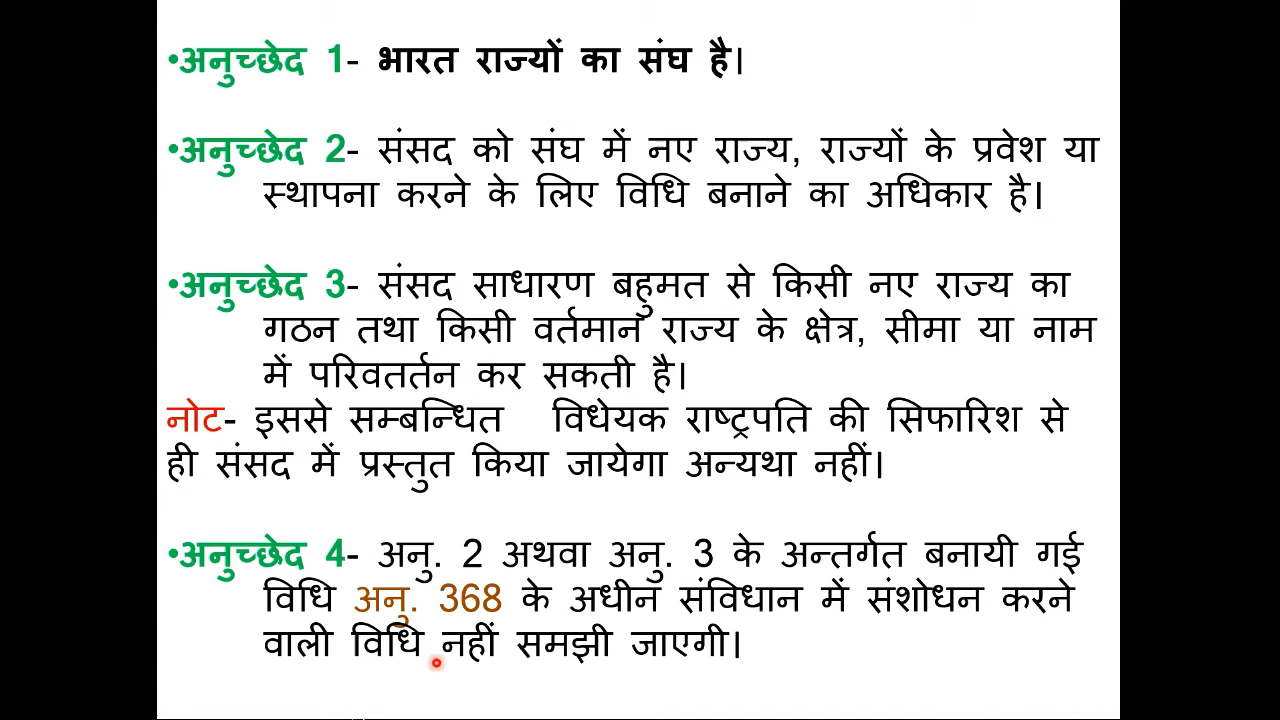 •अनुच्छेद 1- भारत राज्यों का संघ है।
•अनुच्छेद 2- संसद को संघ में नए राज्य, राज्यों के प्रवेश या
स्थापना करने के लिए विधि बनाने का अधिकार है।
•अनुच्छेद 3- संसद साधारण बहुमत से किसी नए राज्य का
गठन तथा किसी वर्तमान राज्य के क्षेत्र, सीमा या नाम
में परिवतर्तन कर सकती है।
नोट- इससे सम्बन्धित विधेयक राष्ट्रपति की सिफारिश से
ही संसद में प्रस्तुत किया जायेगा अन्यथा नहीं।
•अनुच्छेद 4- अनु. 2 अथवा अनु. 3 के अन्तर्गत बनायी गई
विधि अनु. 368 के अधीन संविधान में संशोधन करने
वाली विधि नहीं समझी जाएगी।